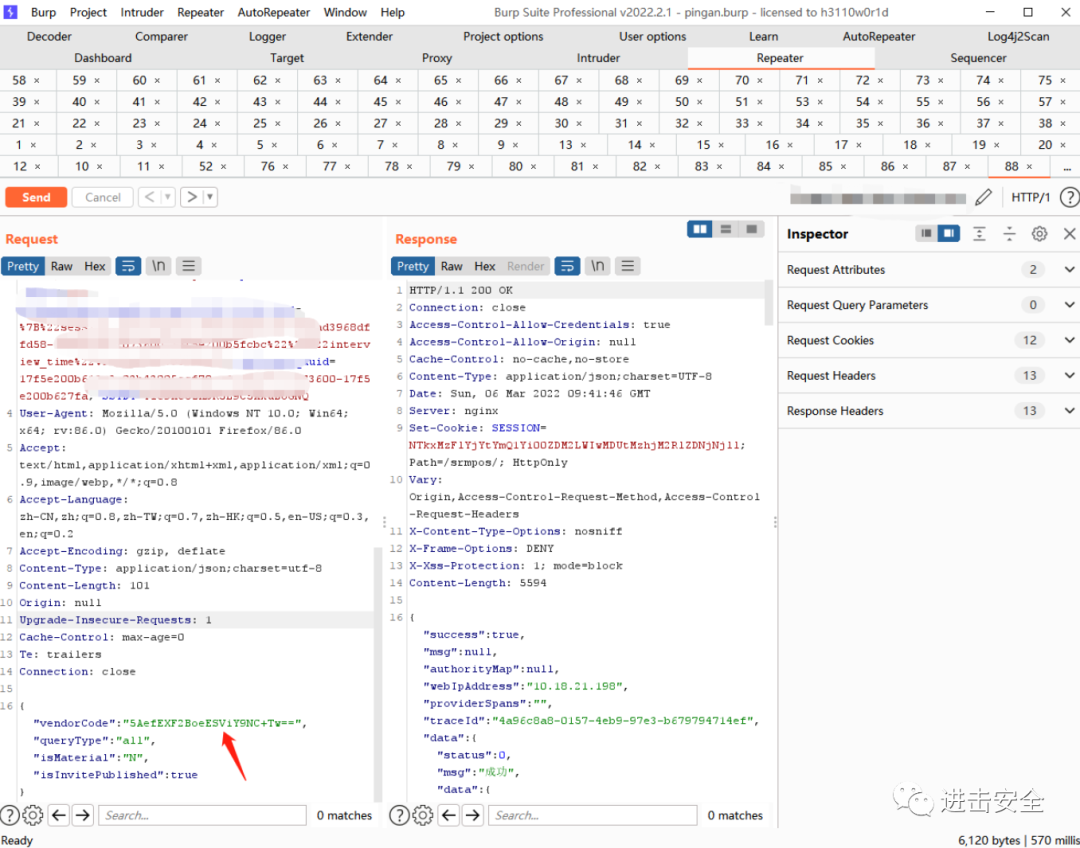 Burp Project Intruder Repeater AutoRepeater Window Help Burp Suite Professional v2022.2.1 - pingan.burp - licensed to h3110w0r1d
Decoder Comparer Logger Extender Project options User options Learn AutoRepeater Log4j2Scan
Dashboard Target Proxy Intruder Repeater Sequencer
58 × 59 × 60 × 61 × 62 × 63 × 64 × 65 × 66 × 67 × 68 × 69 × 70 × 71 × 72 × 73 × 74 × 75 ×
39 × 40 × 41 × 42 × 43 × 44 × 45 × 46 × 47 × 48 × 49 × 50 × 51 × 53 × 54 × 55 × 56 × 57 ×
21 × 22 × 23 × 24 × 25 × 26 × 27 × 28 × 29 × 30 × 31 × 32 × 33 × 34 × 35 × 36 × 37 × 38 ×
1 × 2 × 3 × 4 × 5 × 6 × 7 × 8 × 9 × 13 × 14 × 15 × 16 × 17 × 18 × 19 × 20 ×
12 × 10 × 11 × 52 × 76 × 77 × 78 × 79 × 80 × 81 × 82 × 83 × 84 × 85 × 86 × 87 × 88 × ...
Send Cancel < > HTTP/1 ?
Request
Pretty Raw Hex \n
iew_time%22
uuid=
3600-17f5
e200b627fa,
4 User-Agent: Mozilla/5.0 (Windows NT 10.0; Win64;
x64; rv:86.0) Gecko/20100101 Firefox/86.0
5 Accept:
text/html,application/xhtml+xml,application/xml;q=0
.9,image/webp,*/*;q=0.8
6 Accept-Language:
zh-CN,zh;q=0.8,zh-TW;q=0.7,zh-HK;q=0.5,en-US;q=0.3,
en;q=0.2
7 Accept-Encoding: gzip, deflate
8 Content-Type: application/json;charset=utf-8
9 Content-Length: 101
10 Origin: null
11 Upgrade-Insecure-Requests: 1
12 Cache-Control: max-age=0
13 Te: trailers
14 Connection: close
15
16 {
"vendorCode":"5AefEXF2BoeESViY9NC+Tw==",
"queryType":"all",
"isMaterial":"N",
"isInvitePublished":true
}
Search... 0 matches
Response
Pretty Raw Hex Render \n
1 HTTP/1.1 200 OK
2 Connection: close
3 Access-Control-Allow-Credentials: true
4 Access-Control-Allow-Origin: null
5 Cache-Control: no-cache,no-store
6 Content-Type: application/json;charset=UTF-8
7 Date: Sun, 06 Mar 2022 09:41:46 GMT
8 Server: nginx
9 Set-Cookie: SESSION=
Path=/srmpos/; HttpOnly
10 Vary:
Origin,Access-Control-Request-Method,Access-Control
-Request-Headers
11 X-Content-Type-Options: nosniff
12 X-Frame-Options: DENY
13 X-Xss-Protection: 1; mode=block
14 Content-Length: 5594
15
16 {
"success":true,
"msg":null,
"authorityMap":null,
"webIpAddress":"10.18.21.198",
"providerSpans":"",
"traceId":"4a96c8a8-0157-4eb9-97e3-b679794714ef",
"data":{
"status":0,
"msg":"成功",
"data":{
Search... 0 matches
Inspector
Request Attributes 2
Request Query Parameters 0
Request Cookies 12
Request Headers 13
Response Headers 13
进击安全
Ready 6,120 bytes | 570 millis